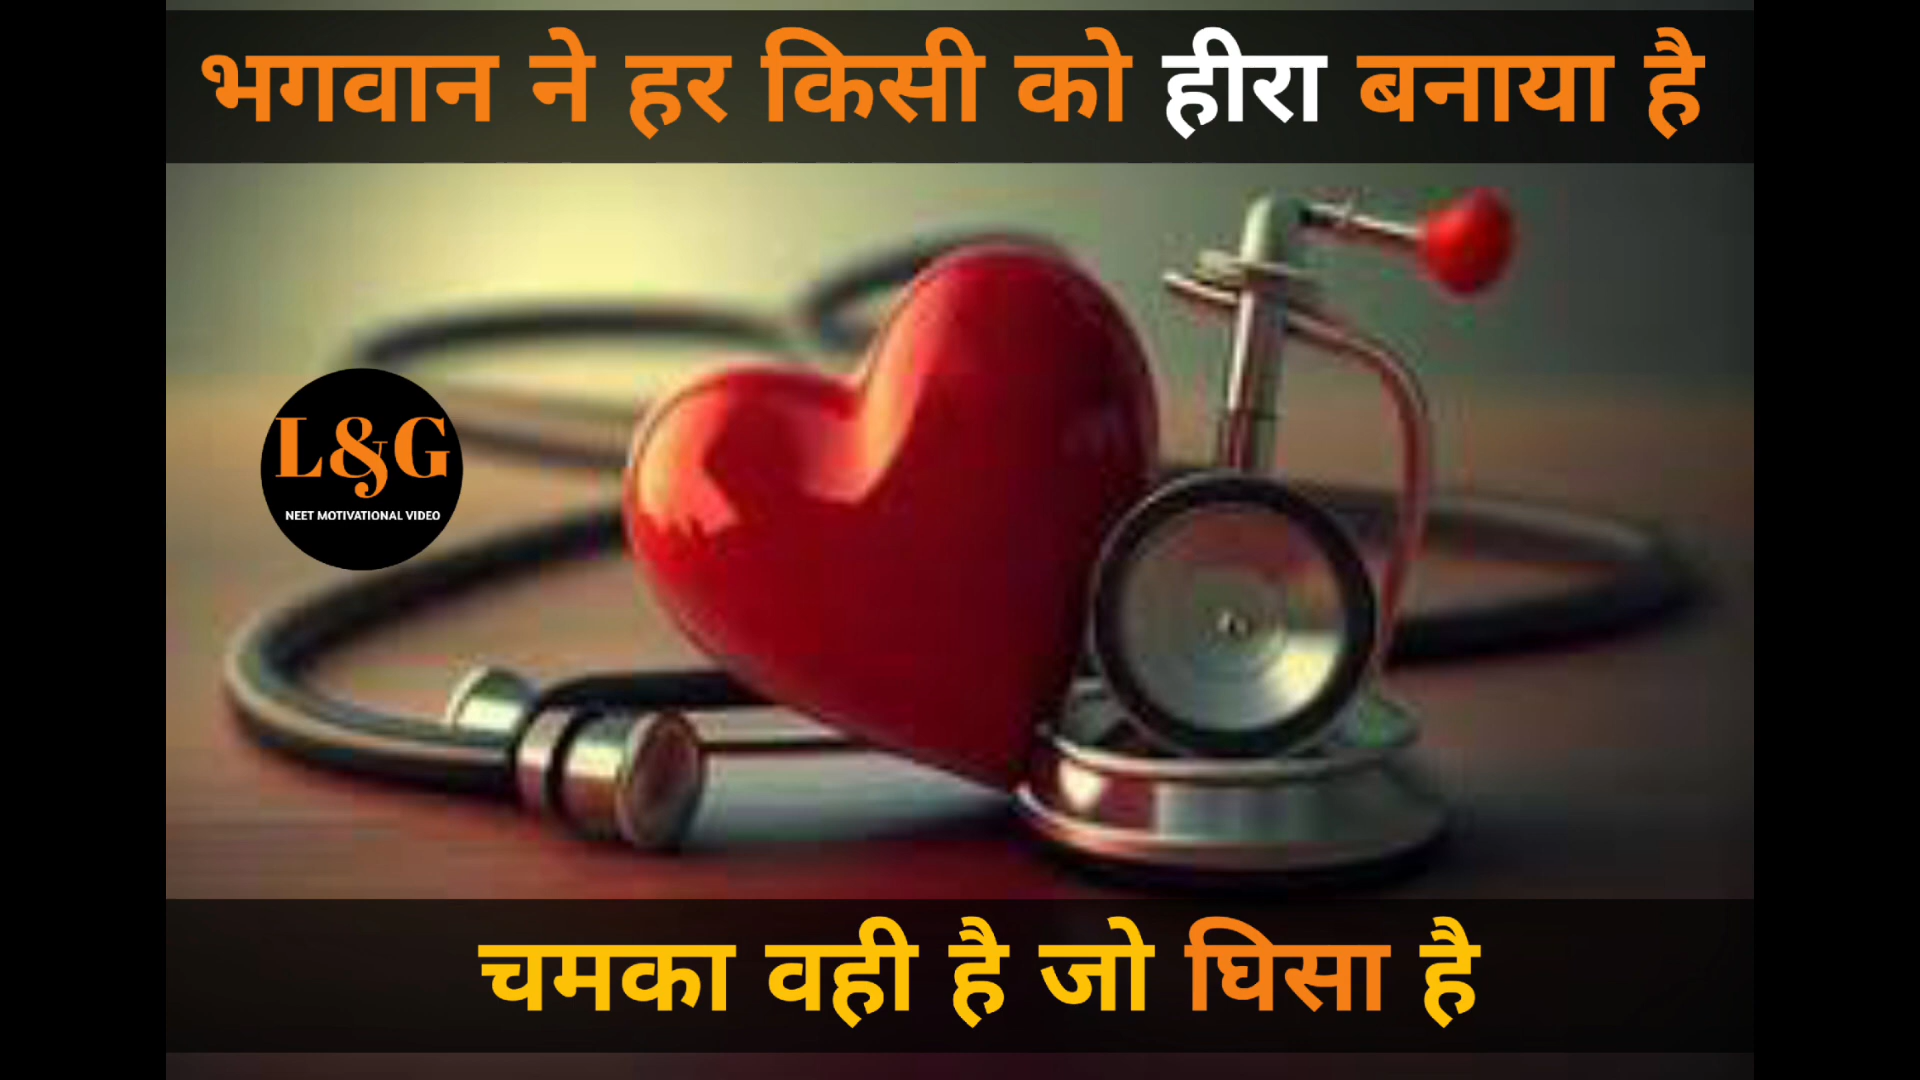 भगवान ने हर किसी को हीरा बनाया है
L&G
NEET MOTIVATIONAL VIDEO
चमका वही है जो घिसा है